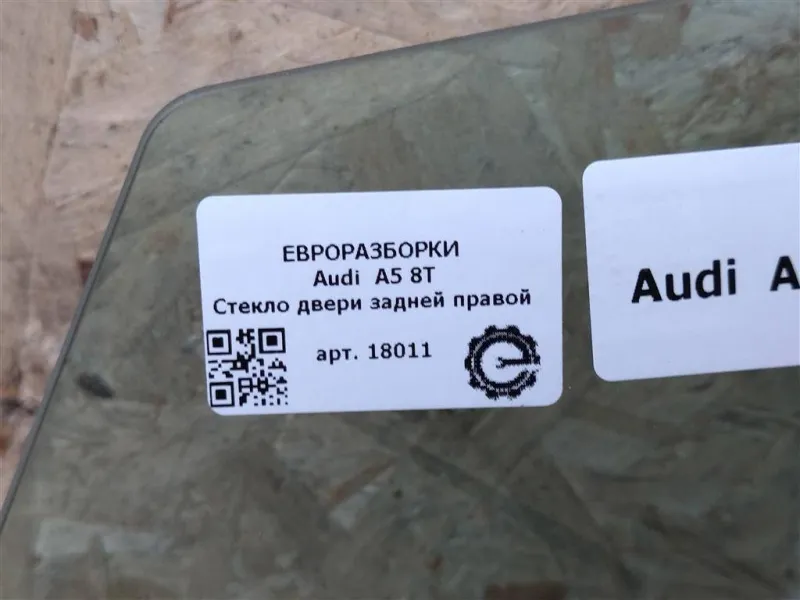 ЕВРОРАЗБОРКИ
Audi A5 8T
Стекло двери задней правой
арт. 18011
Audi A